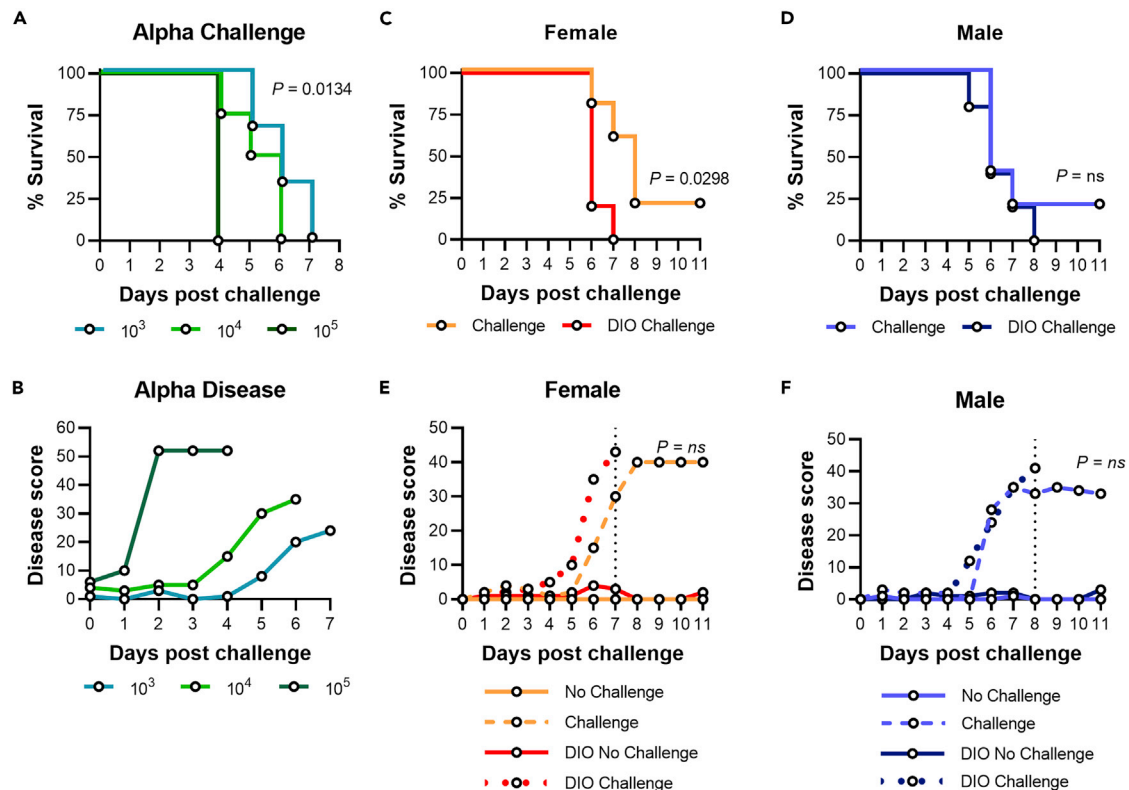 A
Alpha Challenge
% Survival
100
75
50
25
0
P = 0.0134
0 1 2 3 4 5 6 7 8
Days post challenge
10³ 10⁴ 10⁵
C
Female
% Survival
100
75
50
25
0
P = 0.0298
0 1 2 3 4 5 6 7 8 9 10 11
Days post challenge
Challenge DIO Challenge
D
Male
% Survival
100
75
50
25
0
P = ns
0 1 2 3 4 5 6 7 8 9 10 11
Days post challenge
Challenge DIO Challenge
B
Alpha Disease
Disease score
60
50
40
30
20
10
0
0 1 2 3 4 5 6 7
Days post challenge
10³ 10⁴ 10⁵
E
Female
Disease score
50
40
30
20
10
0
P = ns
0 1 2 3 4 5 6 7 8 9 10 11
Days post challenge
No Challenge
Challenge
DIO No Challenge
DIO Challenge
F
Male
Disease score
50
40
30
20
10
0
P = ns
0 1 2 3 4 5 6 7 8 9 10 11
Days post challenge
No Challenge
Challenge
DIO No Challenge
DIO Challenge